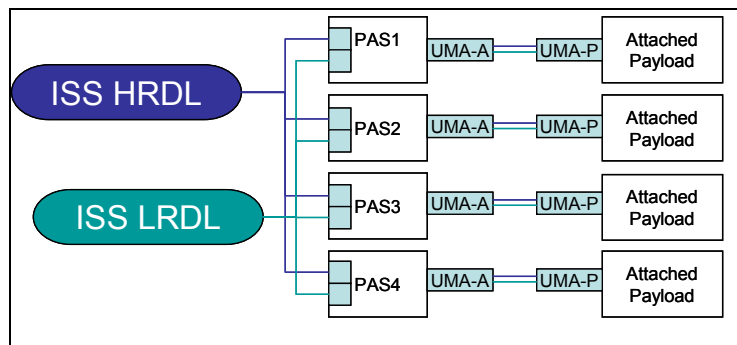 PAS1
UMA-A
UMA-P
Attached
Payload
ISS HRDL
PAS2
UMA-A
UMA-P
Attached
Payload
ISS LRDL
PAS3
UMA-A
UMA-P
Attached
Payload
PAS4
UMA-A
UMA-P
Attached
Payload